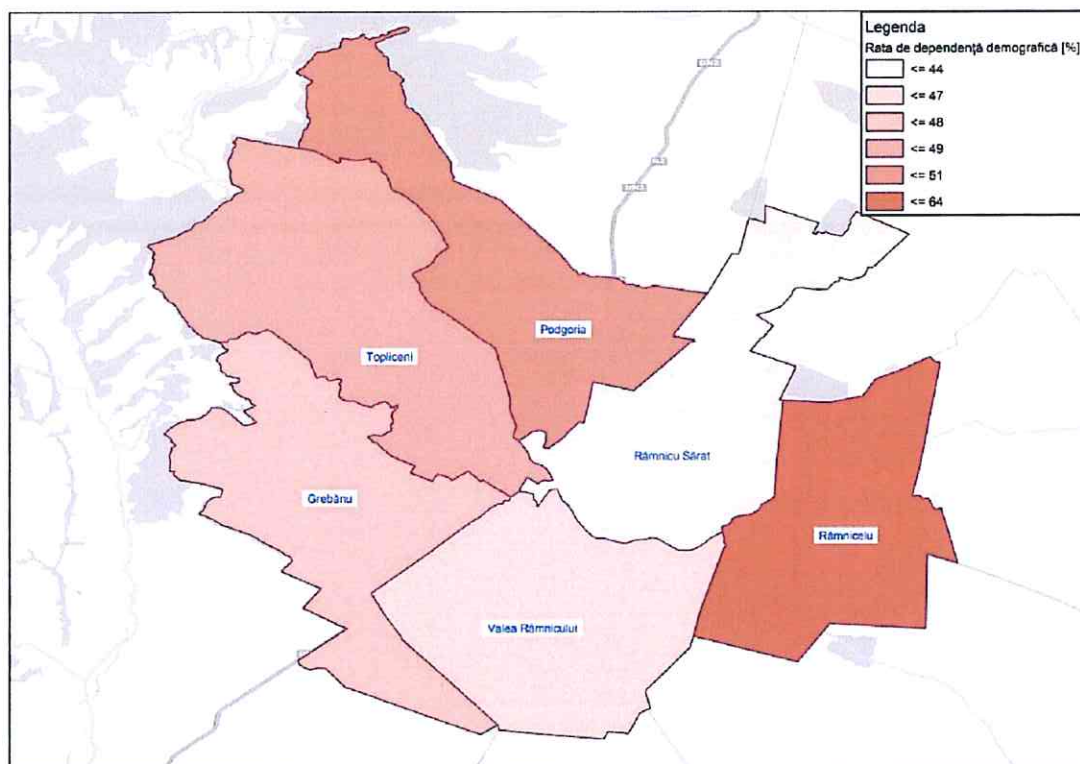 Legenda
Rata de dependență demografică [%]
<= 44
<= 47
<= 48
<= 49
<= 51
<= 64
Podgoria
Topliceni
Râmnicu Sărat
Grebănu
Râmnicelu
Valea Râmnicului